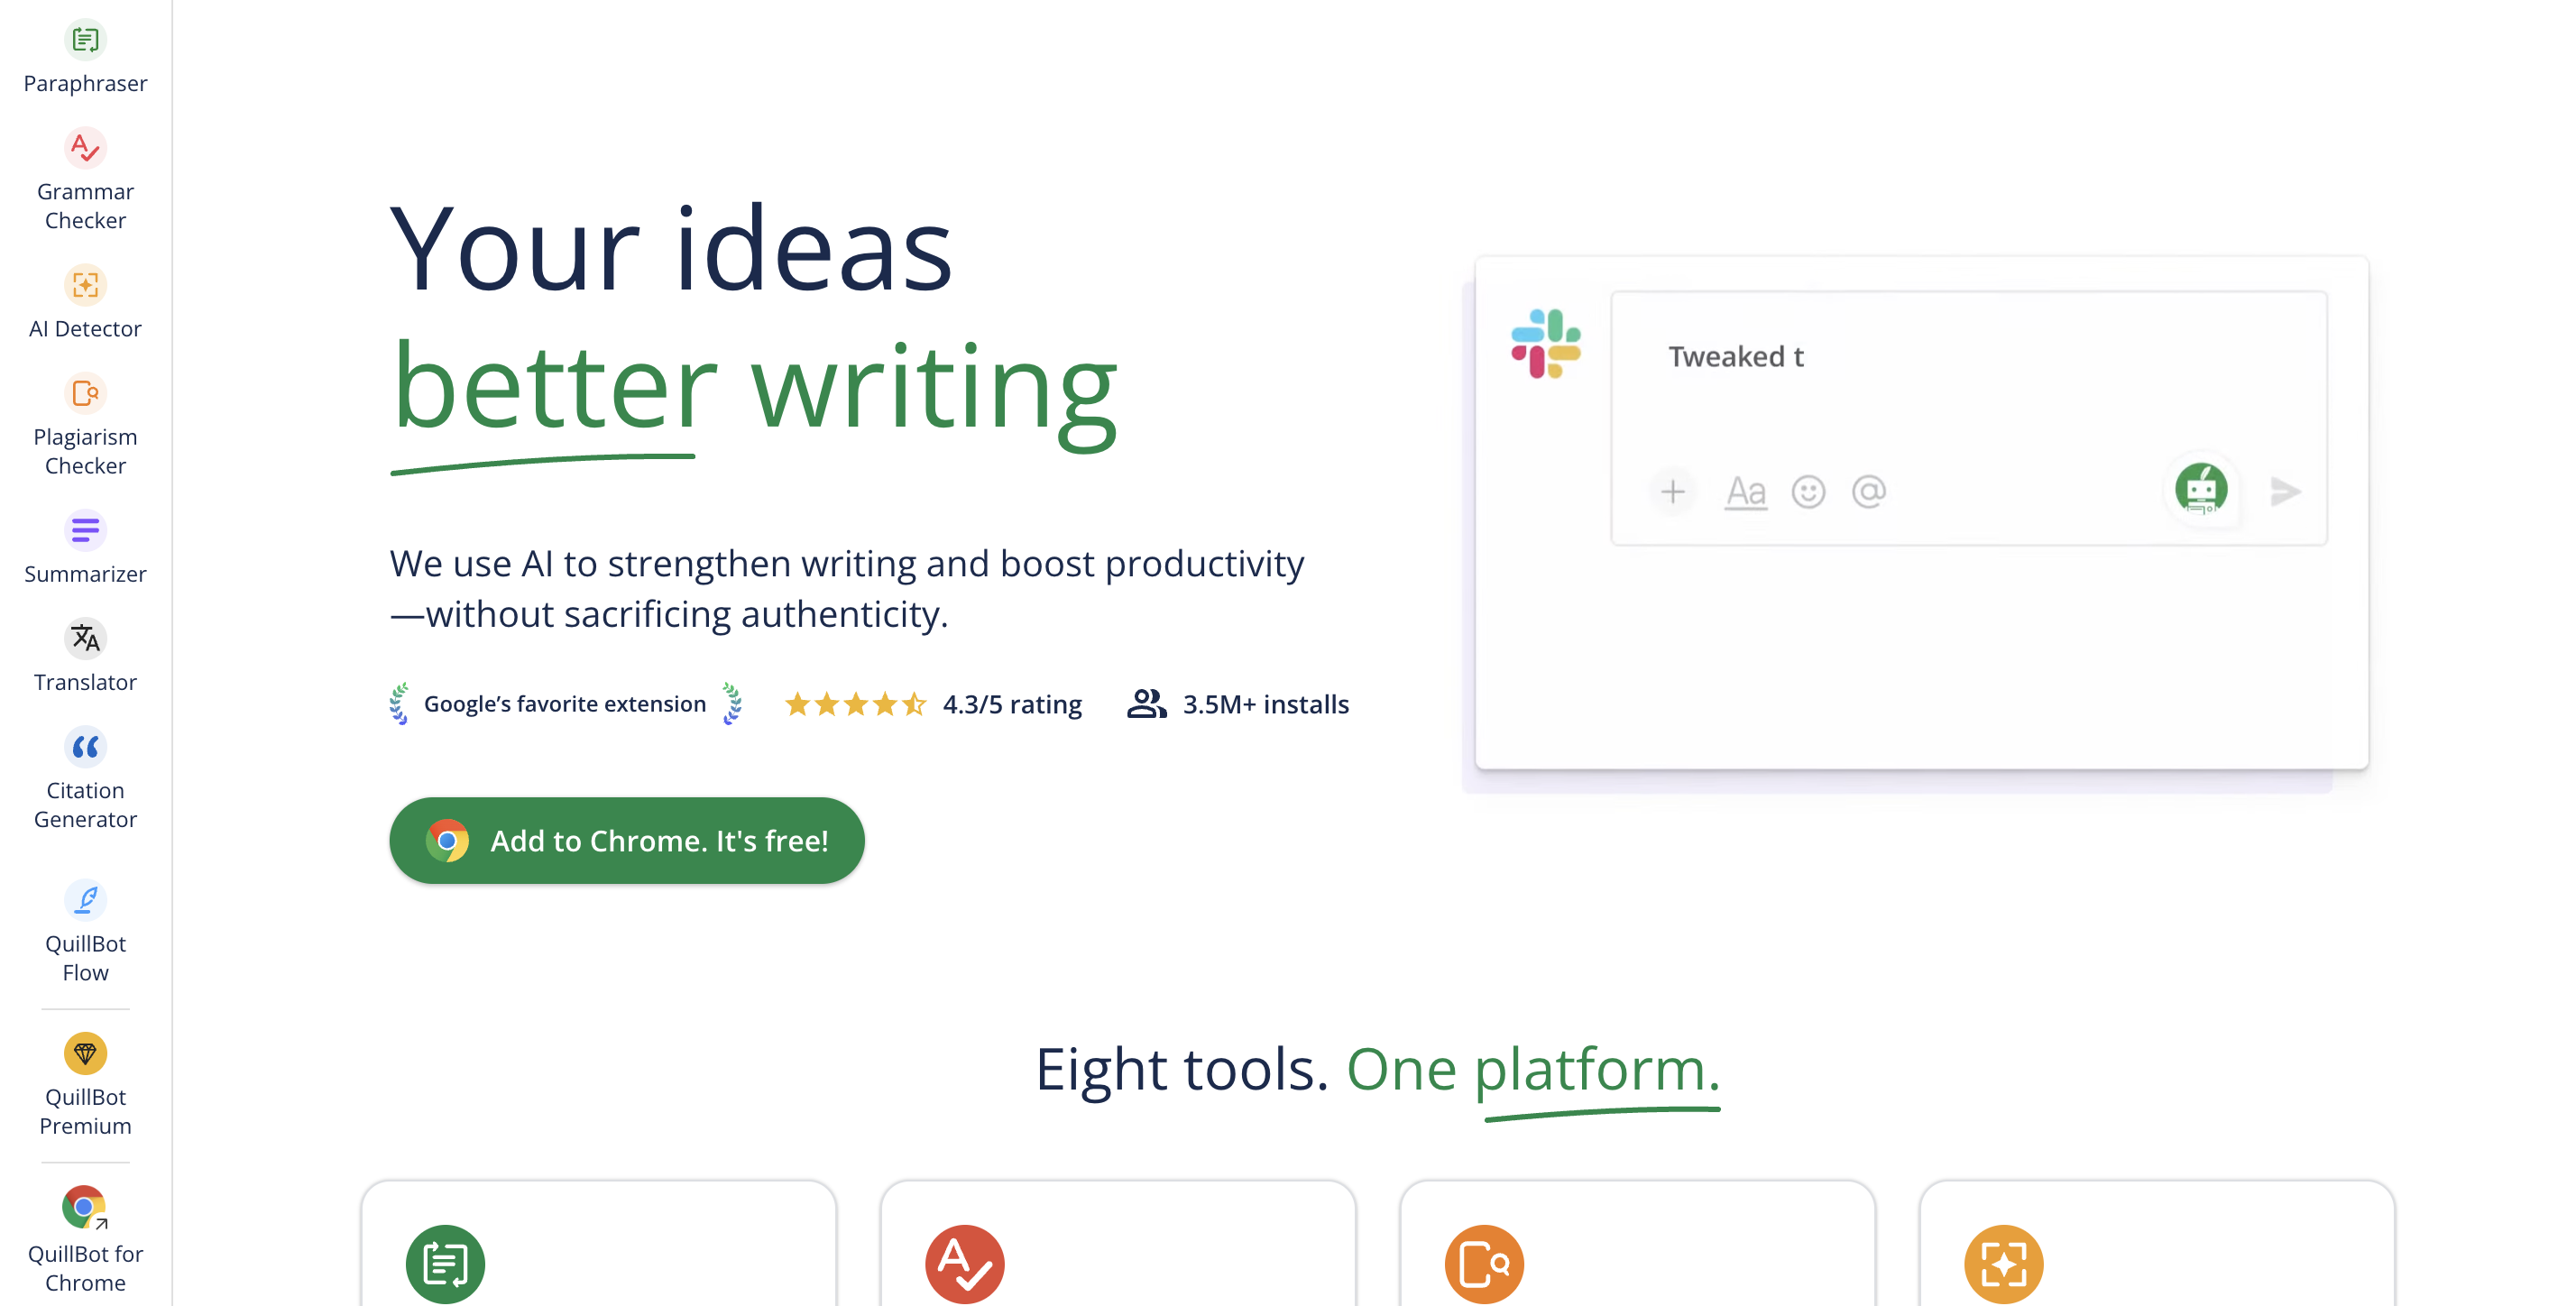 Paraphraser
Grammar
Checker
AI Detector
Plagiarism
Checker
Summarizer
Translator
Citation
Generator
QuillBot
Flow
QuillBot
Premium
QuillBot for
Chrome
Your ideas
better writing
We use AI to strengthen writing and boost productivity
—without sacrificing authenticity.
Google’s favorite extension
4.3/5 rating
3.5M+ installs
Add to Chrome. It's free!
Tweaked t
Aa
@
Eight tools. One platform.